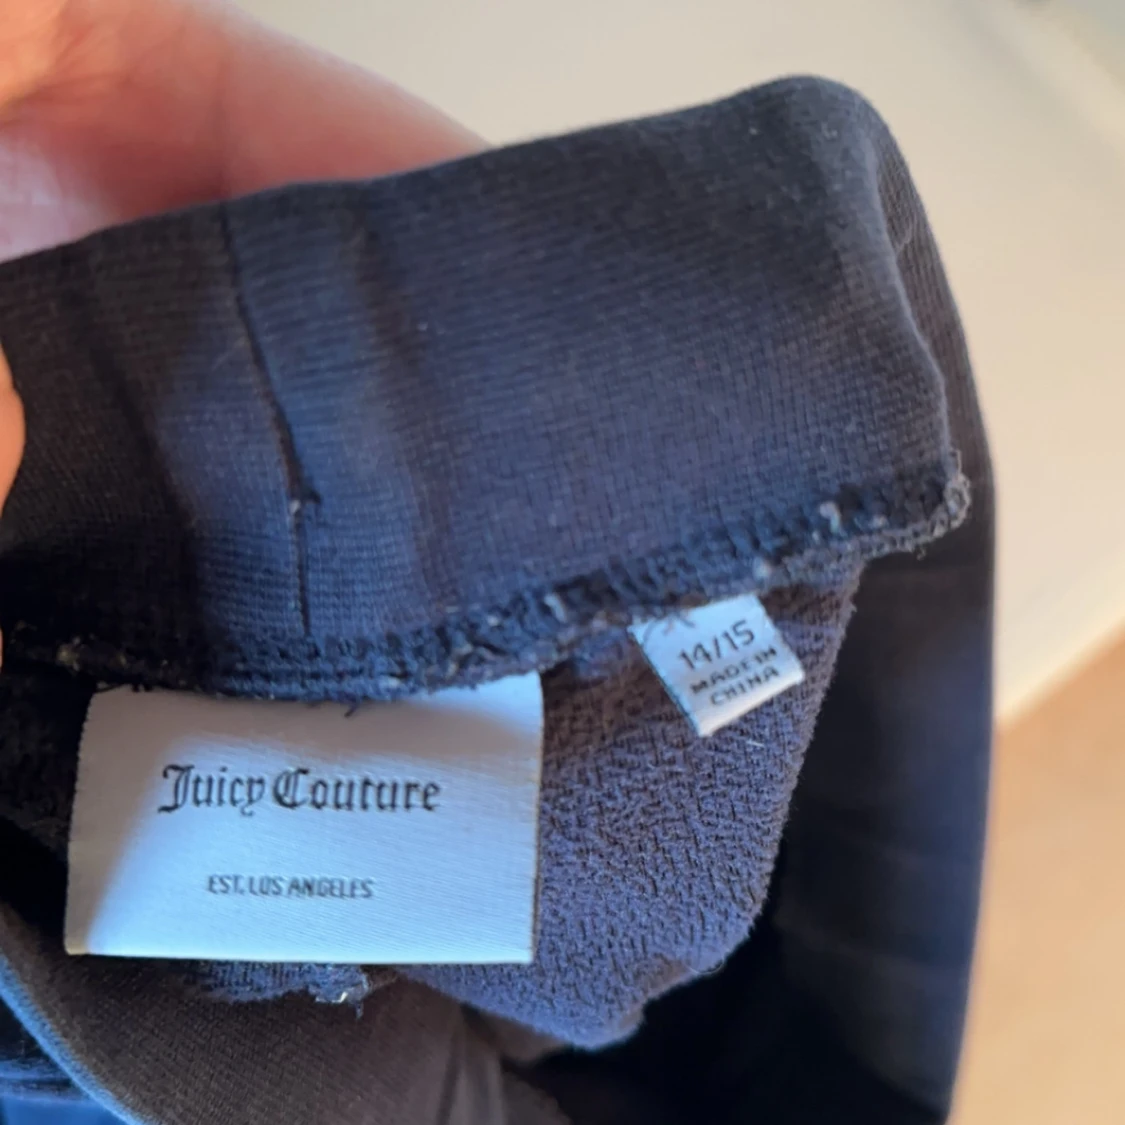 14/15
MADE IN
CHINA
Juicy Couture
EST. LOS ANGELES